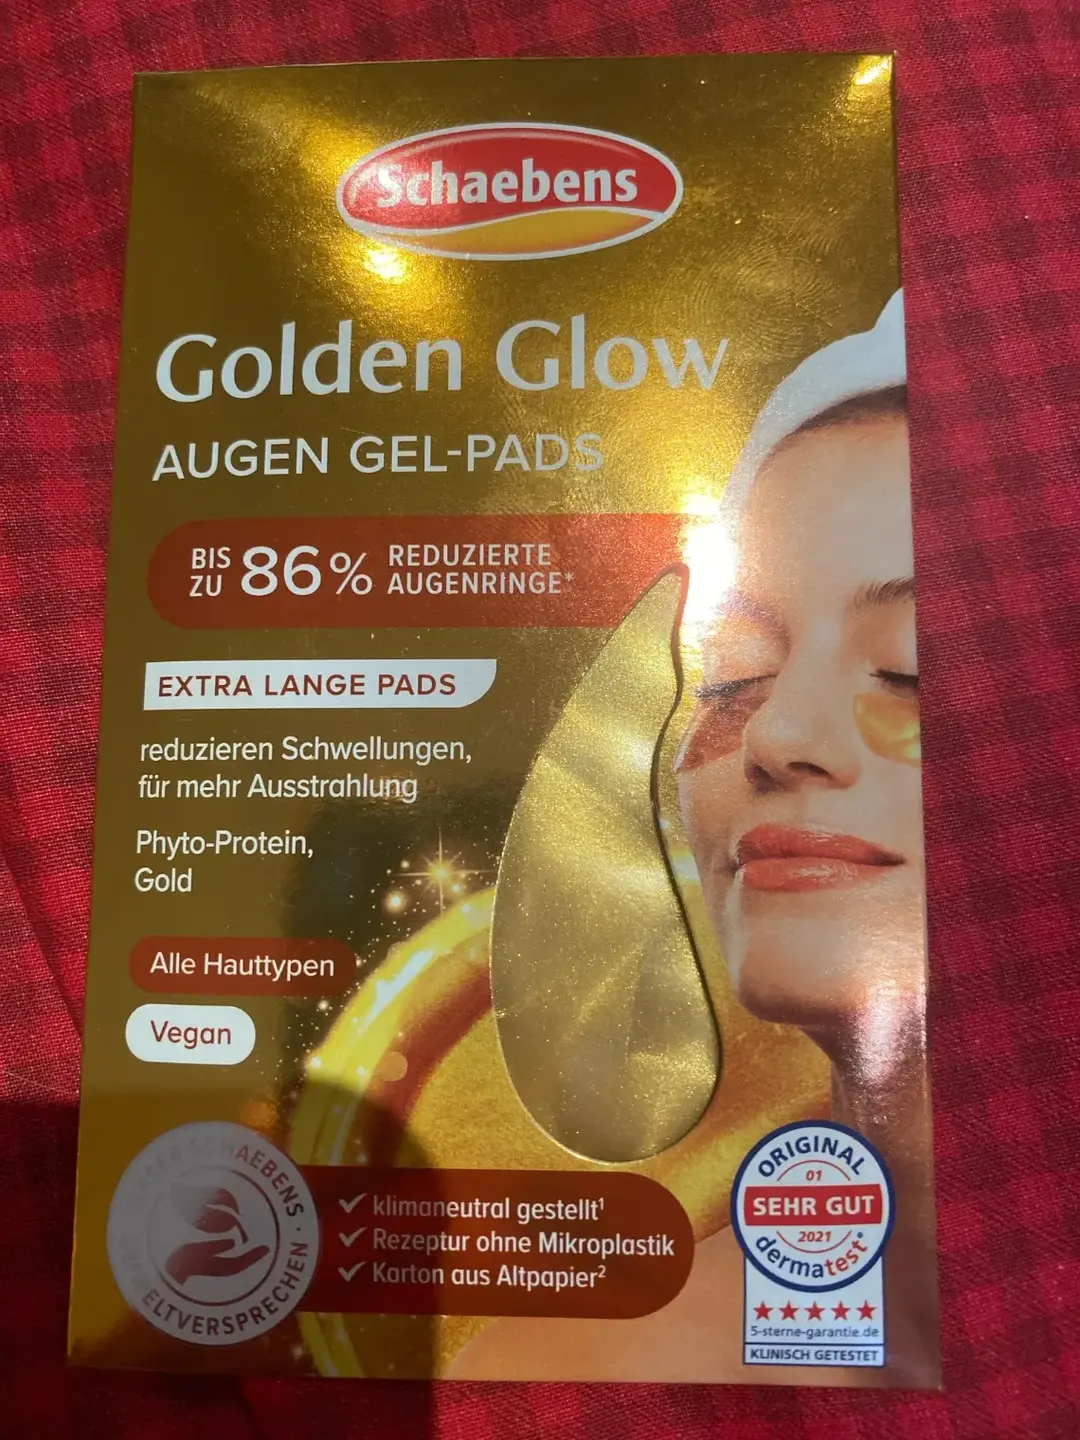 Schaebens
Golden Glow
AUGEN GEL-PADS
BIS ZU 86% REDUZIERTE
AUGENRINGE*
EXTRA LANGE PADS
reduzieren Schwellungen,
für mehr Ausstrahlung
Phyto-Protein,
Gold
Alle Hauttypen
Vegan
SCHAEBENS ·
ELTVERSPRECHEN ·
klimaneutral gestellt¹
Rezeptur ohne Mikroplastik
Karton aus Altpapier²
ORIGINAL
01
SEHR GUT
2021
dermatest®
5-sterne-garantie.de
KLINISCH GETESTET